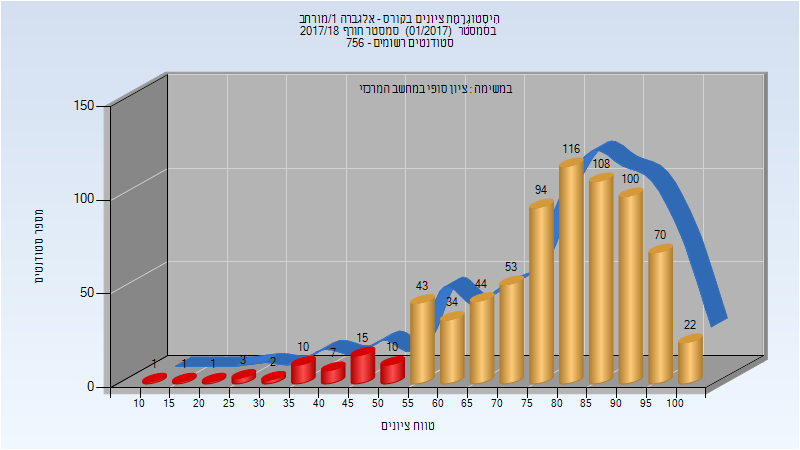 היסטוגרמת ציונים בקורס - אלגברה 1/מורחב
בסמסטר (01/2017) סמסטר חורף 2017/18
סטודנטים רשומים - 756
במשימה : ציון סופי במחשב המרכזי
מספר סטודנטים
150
100
50
0
1 1 1 3 2 10 7 15 10 43 34 44 53 94 116 108 100 70 22
10 15 20 25 30 35 40 45 50 55 60 65 70 75 80 85 90 95 100
טווח ציונים